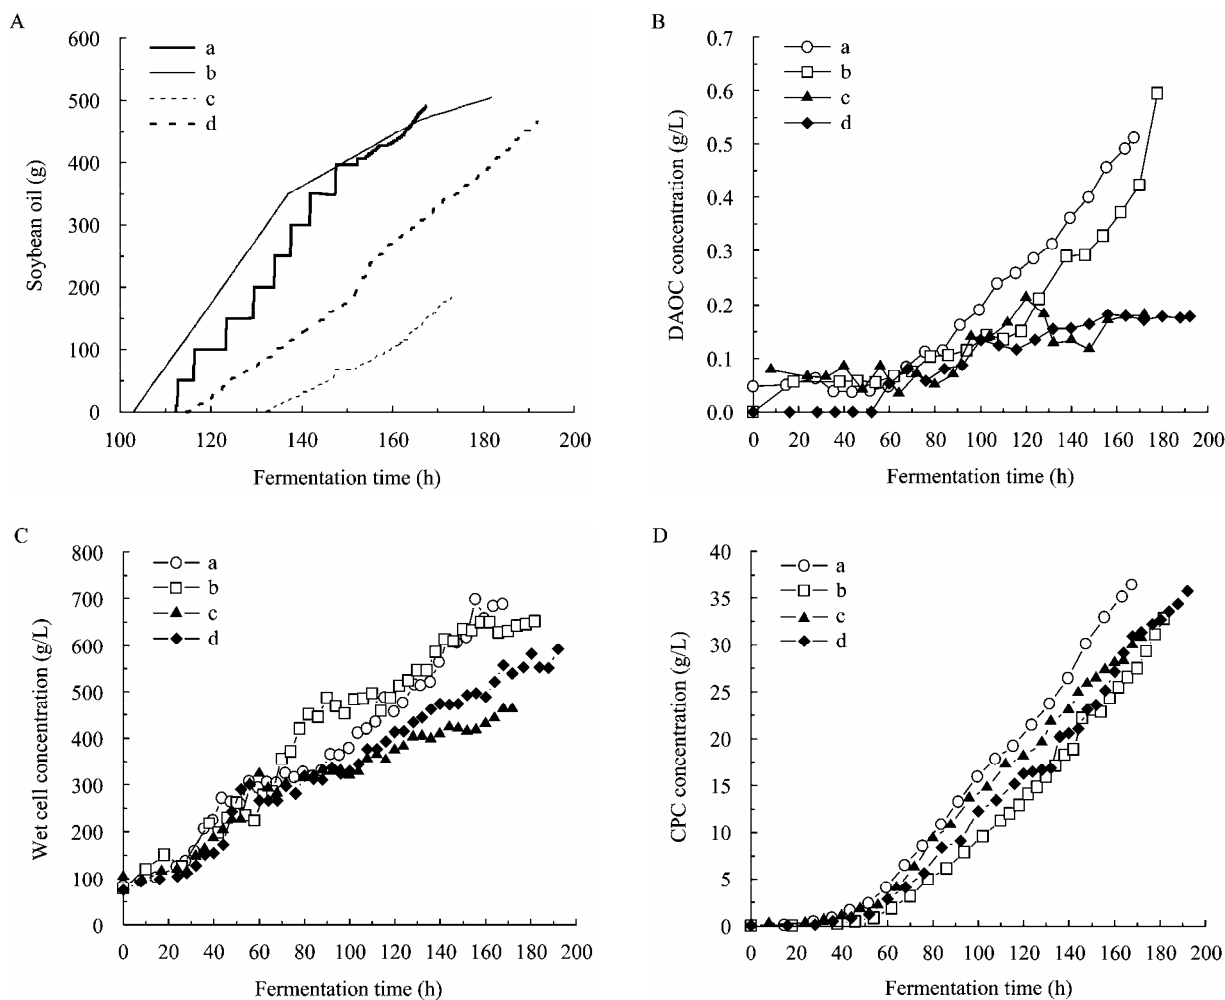 A
600
500
400
300
200
100
0
Soybean oil (g)
a
b
c
d
100 120 140 160 180 200
Fermentation time (h)
B
0.7
0.6
0.5
0.4
0.3
0.2
0.1
0.0
DAOC concentration (g/L)
a
b
c
d
0 20 40 60 80 100 120 140 160 180 200
Fermentation time (h)
C
800
700
600
500
400
300
200
100
0
Wet cell concentration (g/L)
a
b
c
d
0 20 40 60 80 100 120 140 160 180 200
Fermentation time (h)
D
40
35
30
25
20
15
10
5
0
CPC concentration (g/L)
a
b
c
d
0 20 40 60 80 100 120 140 160 180 200
Fermentation time (h)